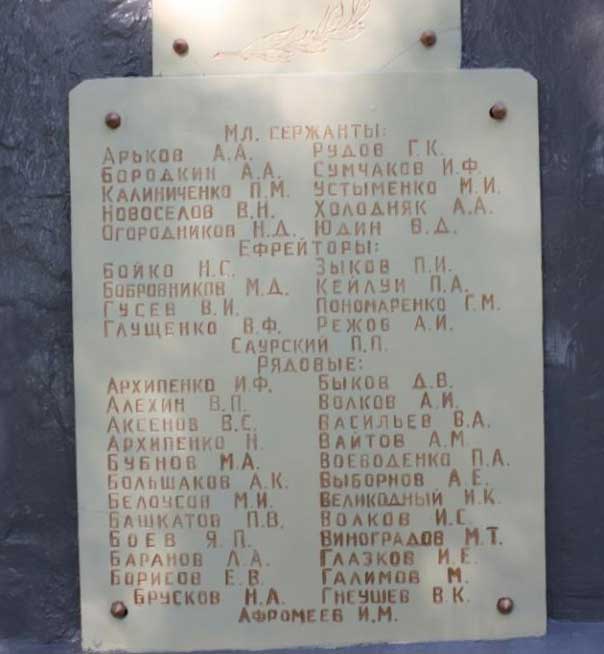 Мл. сержанты:
Арьков А.А. Рудов Г.К.
Бородкин А.А. Сумчаков И.Ф.
Калиниченко П.М. Устыменко М.И.
Новоселов В.Н. Холодняк А.А.
Огородников Н.Д. Юдин В.Д.
Ефрейторы:
Бойко Н.С. Зыков П.И.
Бобровников М.Д. Кейлуи П.А.
Гусев В.И. Пономаренко Г.М.
Глущенко В.Ф. Режов А.И.
Саурский П.П.
Рядовые:
Архипенко И.Ф. Быков Д.В.
Алехин В.П. Волков А.И.
Аксенов В.С. Васильев В.А.
Архипенко Н. Вайтов А.М
Бубнов М.А. Воеводенко П.А.
Большаков А.К. Выборнов А.Е.
Белоусов М.И. Великодный И.К.
Башкатов П.В. Волков И.С.
Боев Я.П. Виноградов М.Т.
Баранов Л.А. Глазков И.Е.
Борисов Е.В. Галимов М.
Брусков Н.А. Гнеушев В.К.
Афромеев И.М.